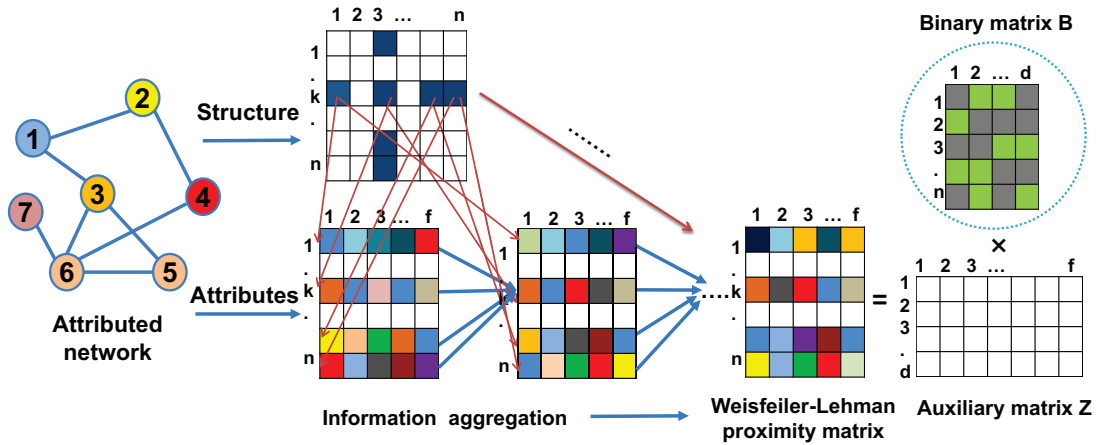 1 2 3 … n
1
.
k
.
n
Structure
1
2
3
4
5
6
7
Attributed
network
Attributes
1 2 3 … f
1
.
k
.
n
1 2 3 … f
1
.
k
.
n
......
....
1 2 3 … f
1
.
k
.
n
=
Binary matrix B
1 2 … d
1
2
3
.
n
×
1 2 3 … f
1
2
3
.
d
Information aggregation
Weisfeiler-Lehman
proximity matrix
Auxiliary matrix Z